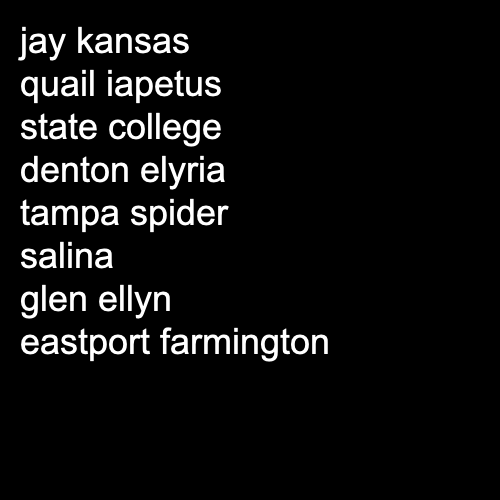 jay kansas
quail iapetus
state college
denton elyria
tampa spider
salina
glen ellyn
eastport farmington